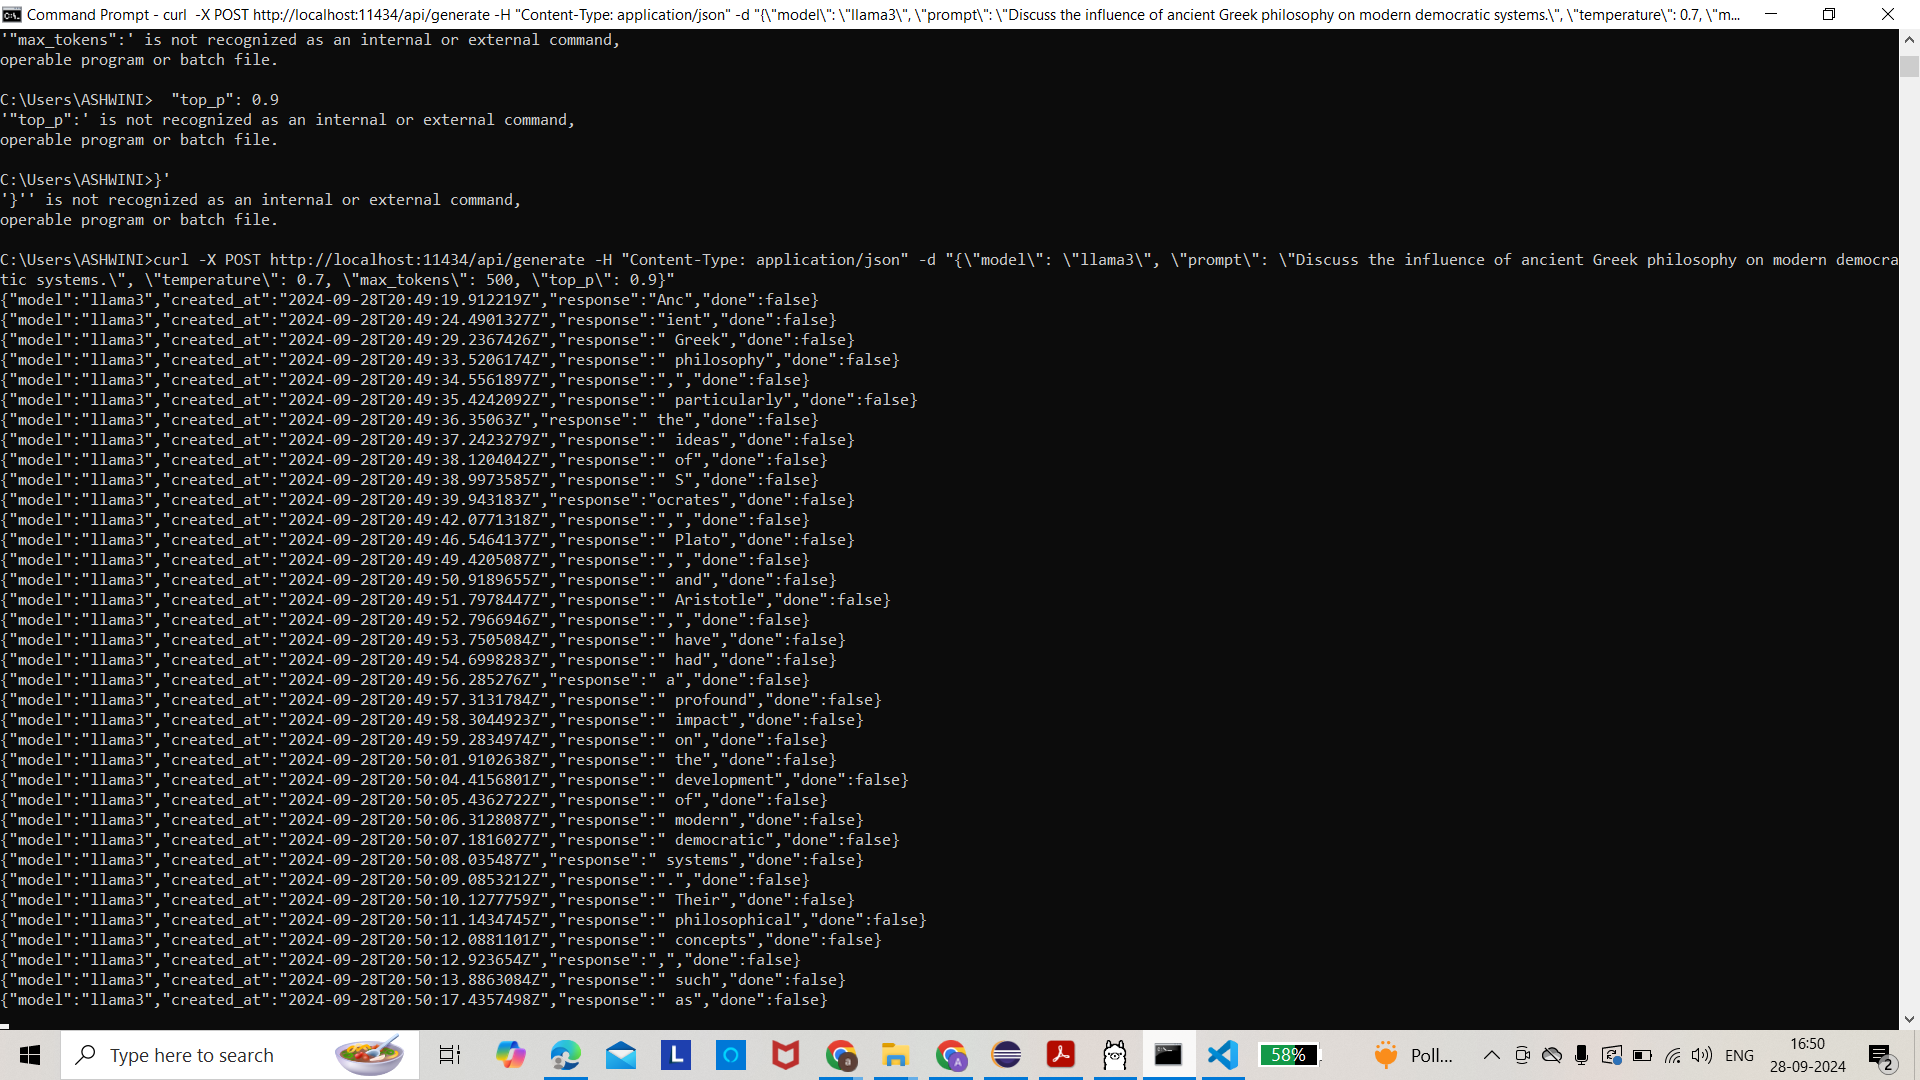 Command Prompt - curl  -X POST http://localhost:11434/api/generate -H "Content-Type: application/json" -d "{\"model\": \"llama3\", \"prompt\": \"Discuss the influence of ancient Greek philosophy on modern democratic systems.\", \"temperature\": 0.7, \"m...
'"max_tokens":' is not recognized as an internal or external command,
operable program or batch file.
C:\Users\ASHWINI>  "top_p": 0.9
'"top_p":' is not recognized as an internal or external command,
operable program or batch file.
C:\Users\ASHWINI>}'
'}'' is not recognized as an internal or external command,
operable program or batch file.
C:\Users\ASHWINI>curl -X POST http://localhost:11434/api/generate -H "Content-Type: application/json" -d "{\"model\": \"llama3\", \"prompt\": \"Discuss the influence of ancient Greek philosophy on modern democra
tic systems.\", \"temperature\": 0.7, \"max_tokens\": 500, \"top_p\": 0.9}"
{"model":"llama3","created_at":"2024-09-28T20:49:19.912219Z","response":"Anc","done":false}
{"model":"llama3","created_at":"2024-09-28T20:49:24.4901327Z","response":"ient","done":false}
{"model":"llama3","created_at":"2024-09-28T20:49:29.2367426Z","response":" Greek","done":false}
{"model":"llama3","created_at":"2024-09-28T20:49:33.5206174Z","response":" philosophy","done":false}
{"model":"llama3","created_at":"2024-09-28T20:49:34.5561897Z","response":",","done":false}
{"model":"llama3","created_at":"2024-09-28T20:49:35.4242092Z","response":" particularly","done":false}
{"model":"llama3","created_at":"2024-09-28T20:49:36.35063Z","response":" the","done":false}
{"model":"llama3","created_at":"2024-09-28T20:49:37.2423279Z","response":" ideas","done":false}
{"model":"llama3","created_at":"2024-09-28T20:49:38.1204042Z","response":" of","done":false}
{"model":"llama3","created_at":"2024-09-28T20:49:38.9973585Z","response":" S","done":false}
{"model":"llama3","created_at":"2024-09-28T20:49:39.943183Z","response":"ocrates","done":false}
{"model":"llama3","created_at":"2024-09-28T20:49:42.0771318Z","response":",","done":false}
{"model":"llama3","created_at":"2024-09-28T20:49:46.5464137Z","response":" Plato","done":false}
{"model":"llama3","created_at":"2024-09-28T20:49:49.4205087Z","response":",","done":false}
{"model":"llama3","created_at":"2024-09-28T20:49:50.9189655Z","response":" and","done":false}
{"model":"llama3","created_at":"2024-09-28T20:49:51.7978447Z","response":" Aristotle","done":false}
{"model":"llama3","created_at":"2024-09-28T20:49:52.7966946Z","response":",","done":false}
{"model":"llama3","created_at":"2024-09-28T20:49:53.7505084Z","response":" have","done":false}
{"model":"llama3","created_at":"2024-09-28T20:49:54.6998283Z","response":" had","done":false}
{"model":"llama3","created_at":"2024-09-28T20:49:56.285276Z","response":" a","done":false}
{"model":"llama3","created_at":"2024-09-28T20:49:57.3131784Z","response":" profound","done":false}
{"model":"llama3","created_at":"2024-09-28T20:49:58.3044923Z","response":" impact","done":false}
{"model":"llama3","created_at":"2024-09-28T20:49:59.2834974Z","response":" on","done":false}
{"model":"llama3","created_at":"2024-09-28T20:50:01.9102638Z","response":" the","done":false}
{"model":"llama3","created_at":"2024-09-28T20:50:04.4156801Z","response":" development","done":false}
{"model":"llama3","created_at":"2024-09-28T20:50:05.4362722Z","response":" of","done":false}
{"model":"llama3","created_at":"2024-09-28T20:50:06.3128087Z","response":" modern","done":false}
{"model":"llama3","created_at":"2024-09-28T20:50:07.1816027Z","response":" democratic","done":false}
{"model":"llama3","created_at":"2024-09-28T20:50:08.035487Z","response":" systems","done":false}
{"model":"llama3","created_at":"2024-09-28T20:50:09.0853212Z","response":".","done":false}
{"model":"llama3","created_at":"2024-09-28T20:50:10.1277759Z","response":" Their","done":false}
{"model":"llama3","created_at":"2024-09-28T20:50:11.1434745Z","response":" philosophical","done":false}
{"model":"llama3","created_at":"2024-09-28T20:50:12.0881101Z","response":" concepts","done":false}
{"model":"llama3","created_at":"2024-09-28T20:50:12.923654Z","response":",","done":false}
{"model":"llama3","created_at":"2024-09-28T20:50:13.8863084Z","response":" such","done":false}
{"model":"llama3","created_at":"2024-09-28T20:50:17.4357498Z","response":" as","done":false}
Type here to search
58%
Poll...
ENG
16:50
28-09-2024
2